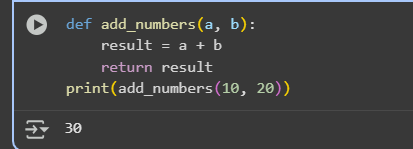 def add_numbers(a, b):
    result = a + b
    return result
print(add_numbers(10, 20))
30